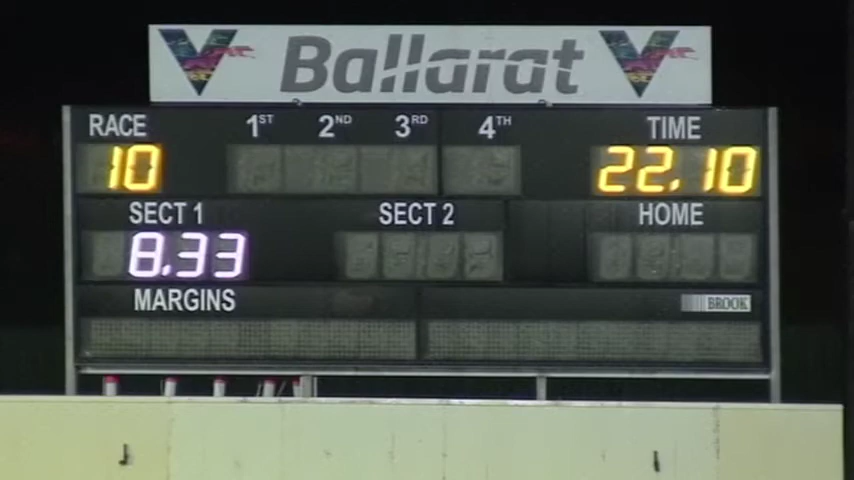 Ballarat
RACE 1ST 2ND 3RD 4TH TIME
10 22.10
SECT 1 SECT 2 HOME
8.33
MARGINS BROOK